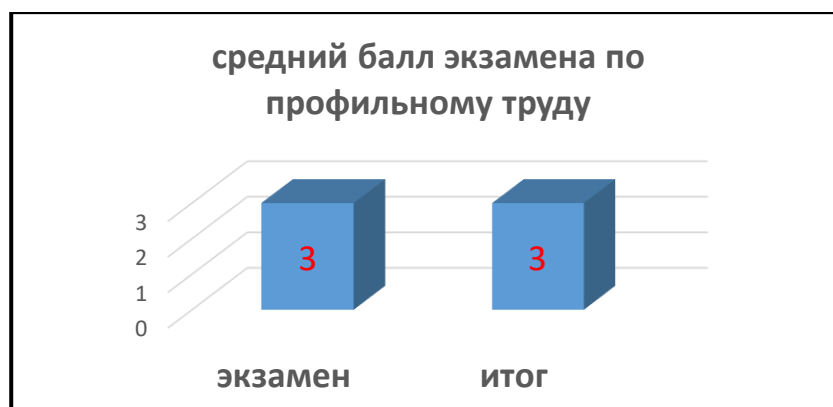 средний балл экзамена по
профильному труду
3
2
1
0
3
3
экзамен
итог